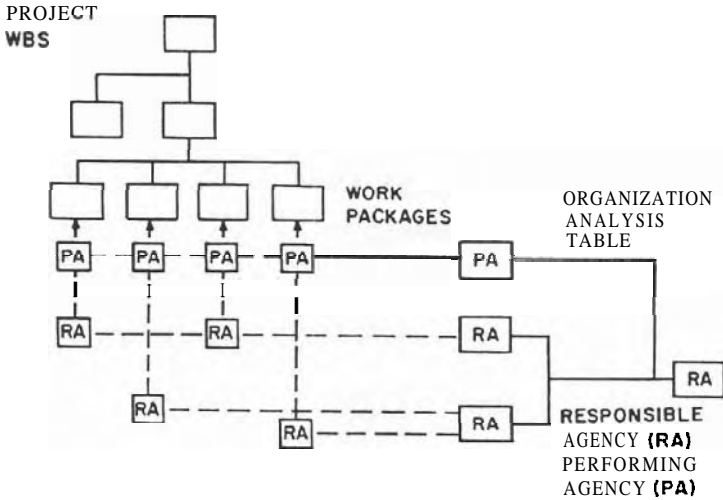 PROJECT
WBS
WORK
PACKAGES
ORGANIZATION
ANALYSIS
TABLE
PA PA PA PA PA
RA RA RA
RA
RA RA
RA
RESPONSIBLE
AGENCY (RA)
PERFORMING
AGENCY (PA)